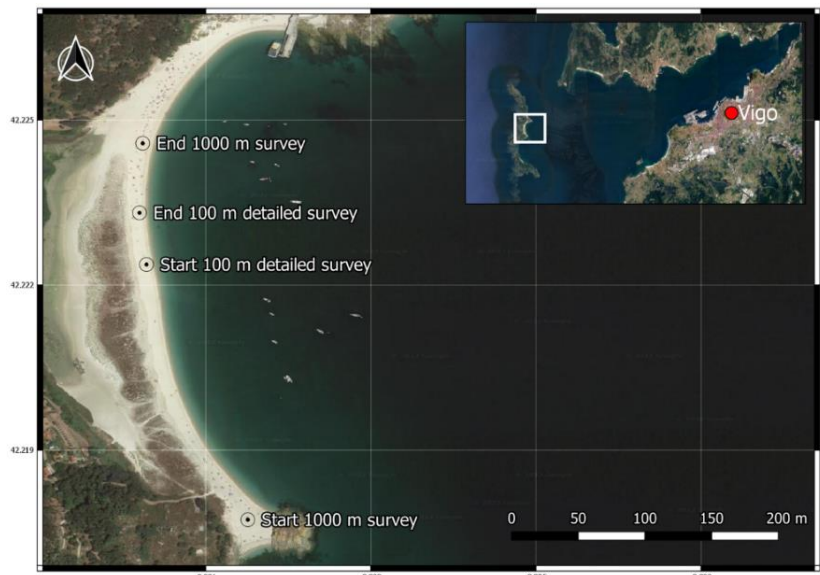 Vigo
42.225
End 1000 m survey
End 100 m detailed survey
Start 100 m detailed survey
42.222
42.219
Start 1000 m survey
0 50 100 150 200 m